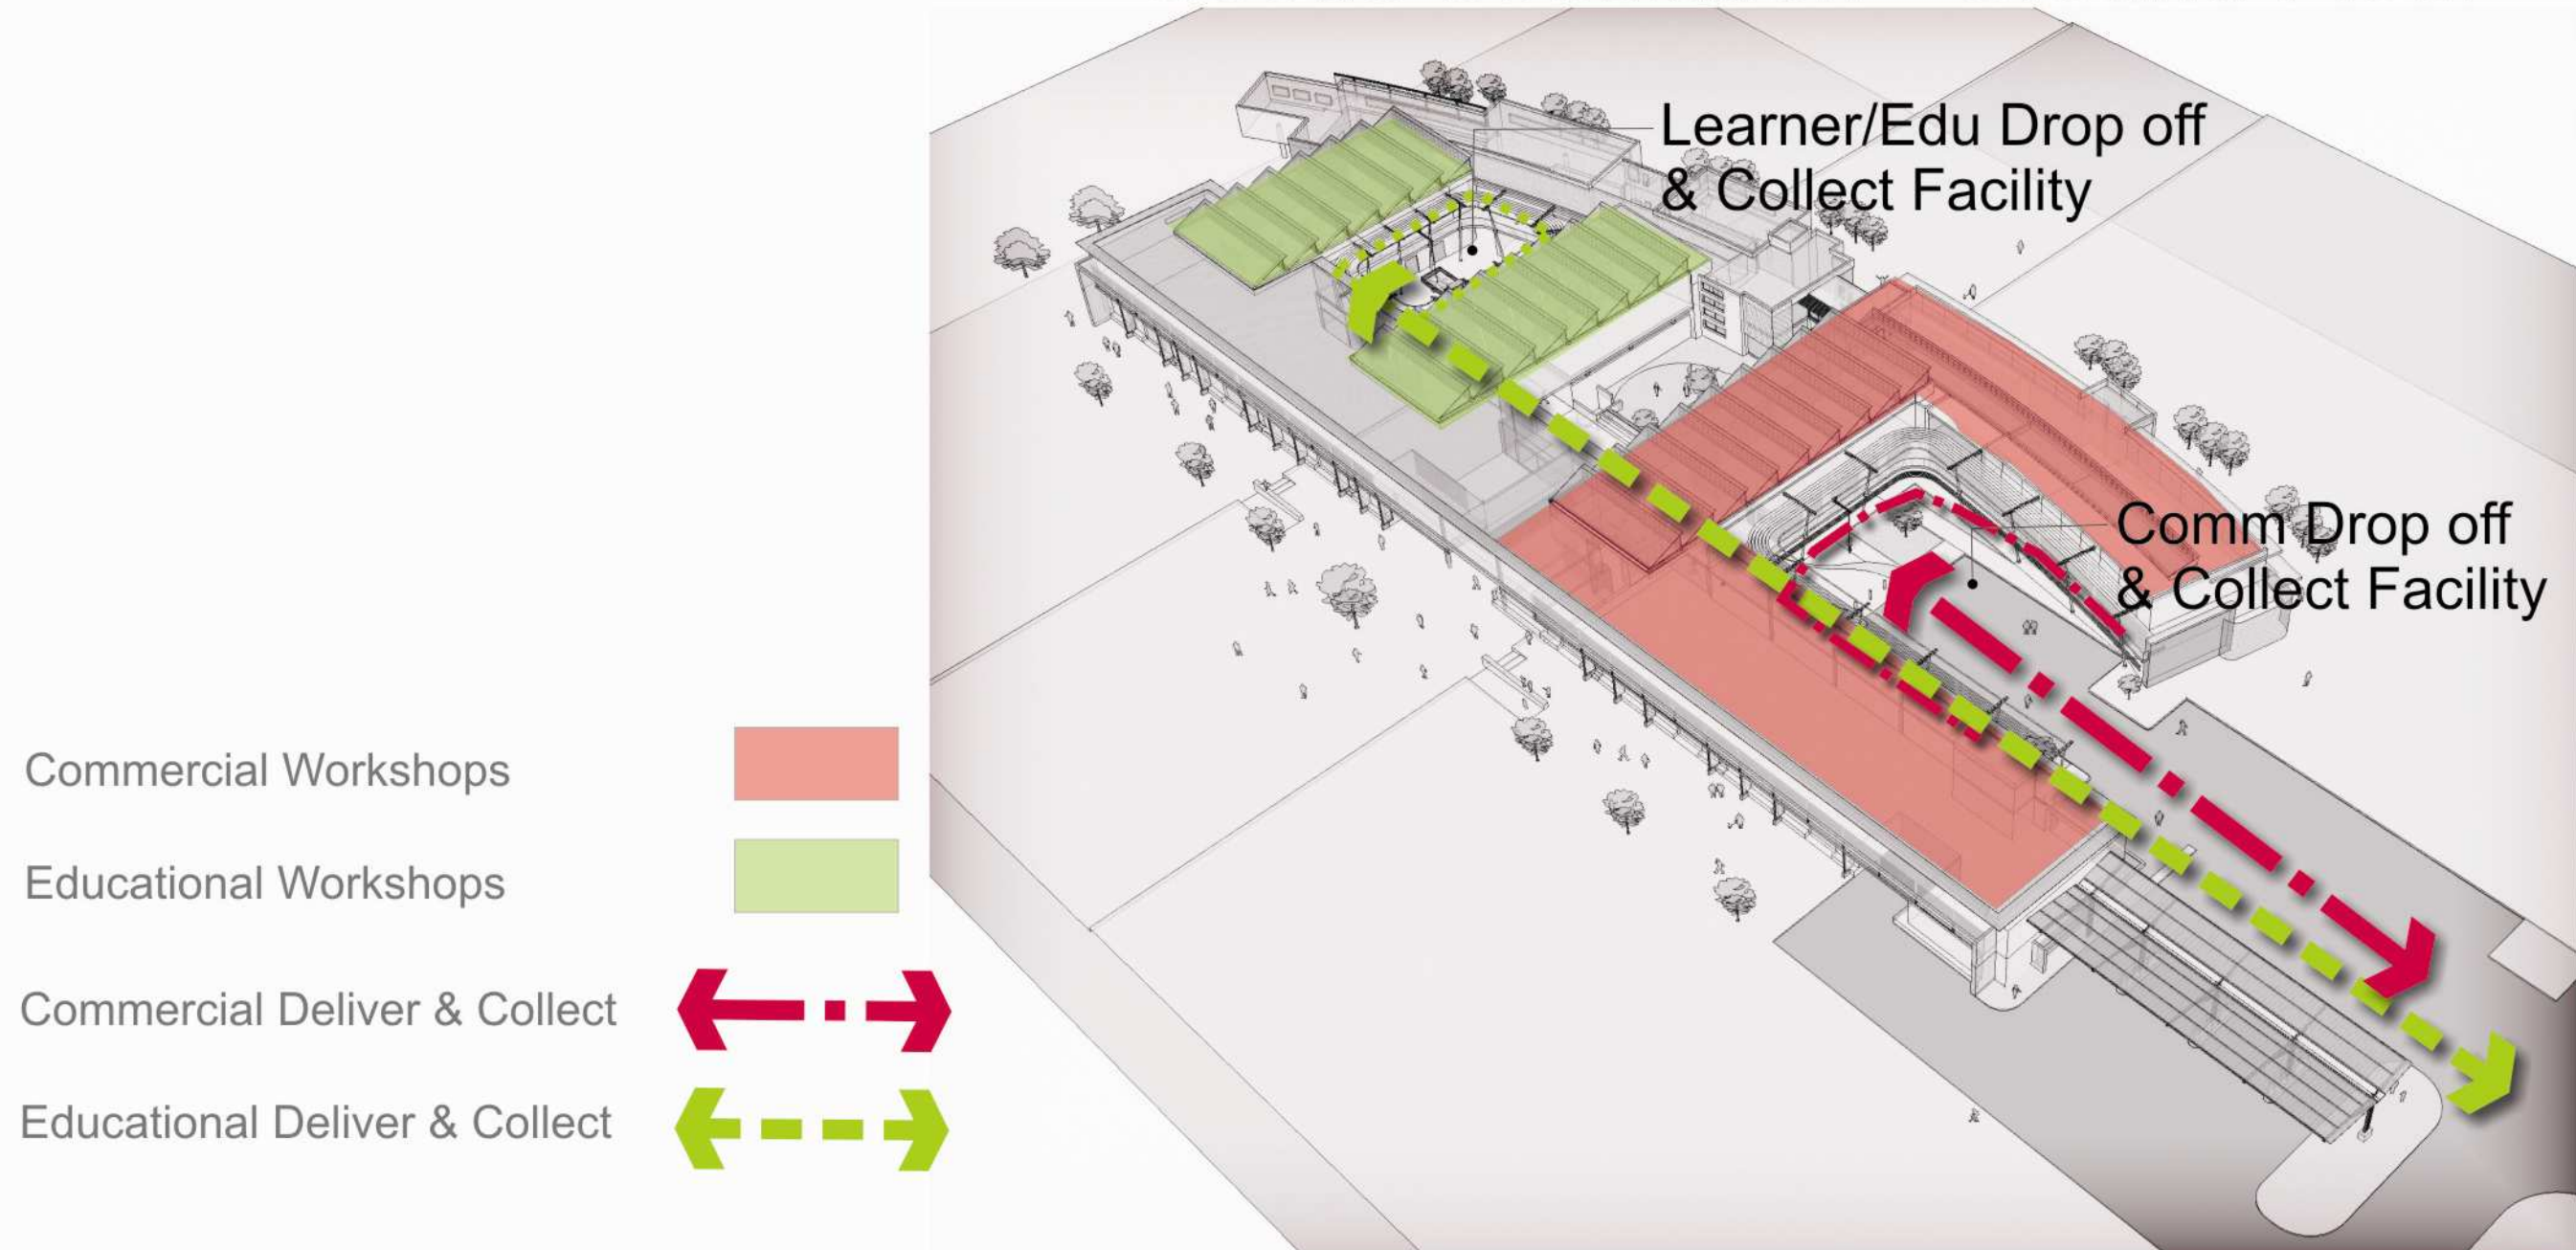 Learner/Edu Drop off
& Collect Facility
Comm Drop off
& Collect Facility
Commercial Workshops
Educational Workshops
Commercial Deliver & Collect
Educational Deliver & Collect